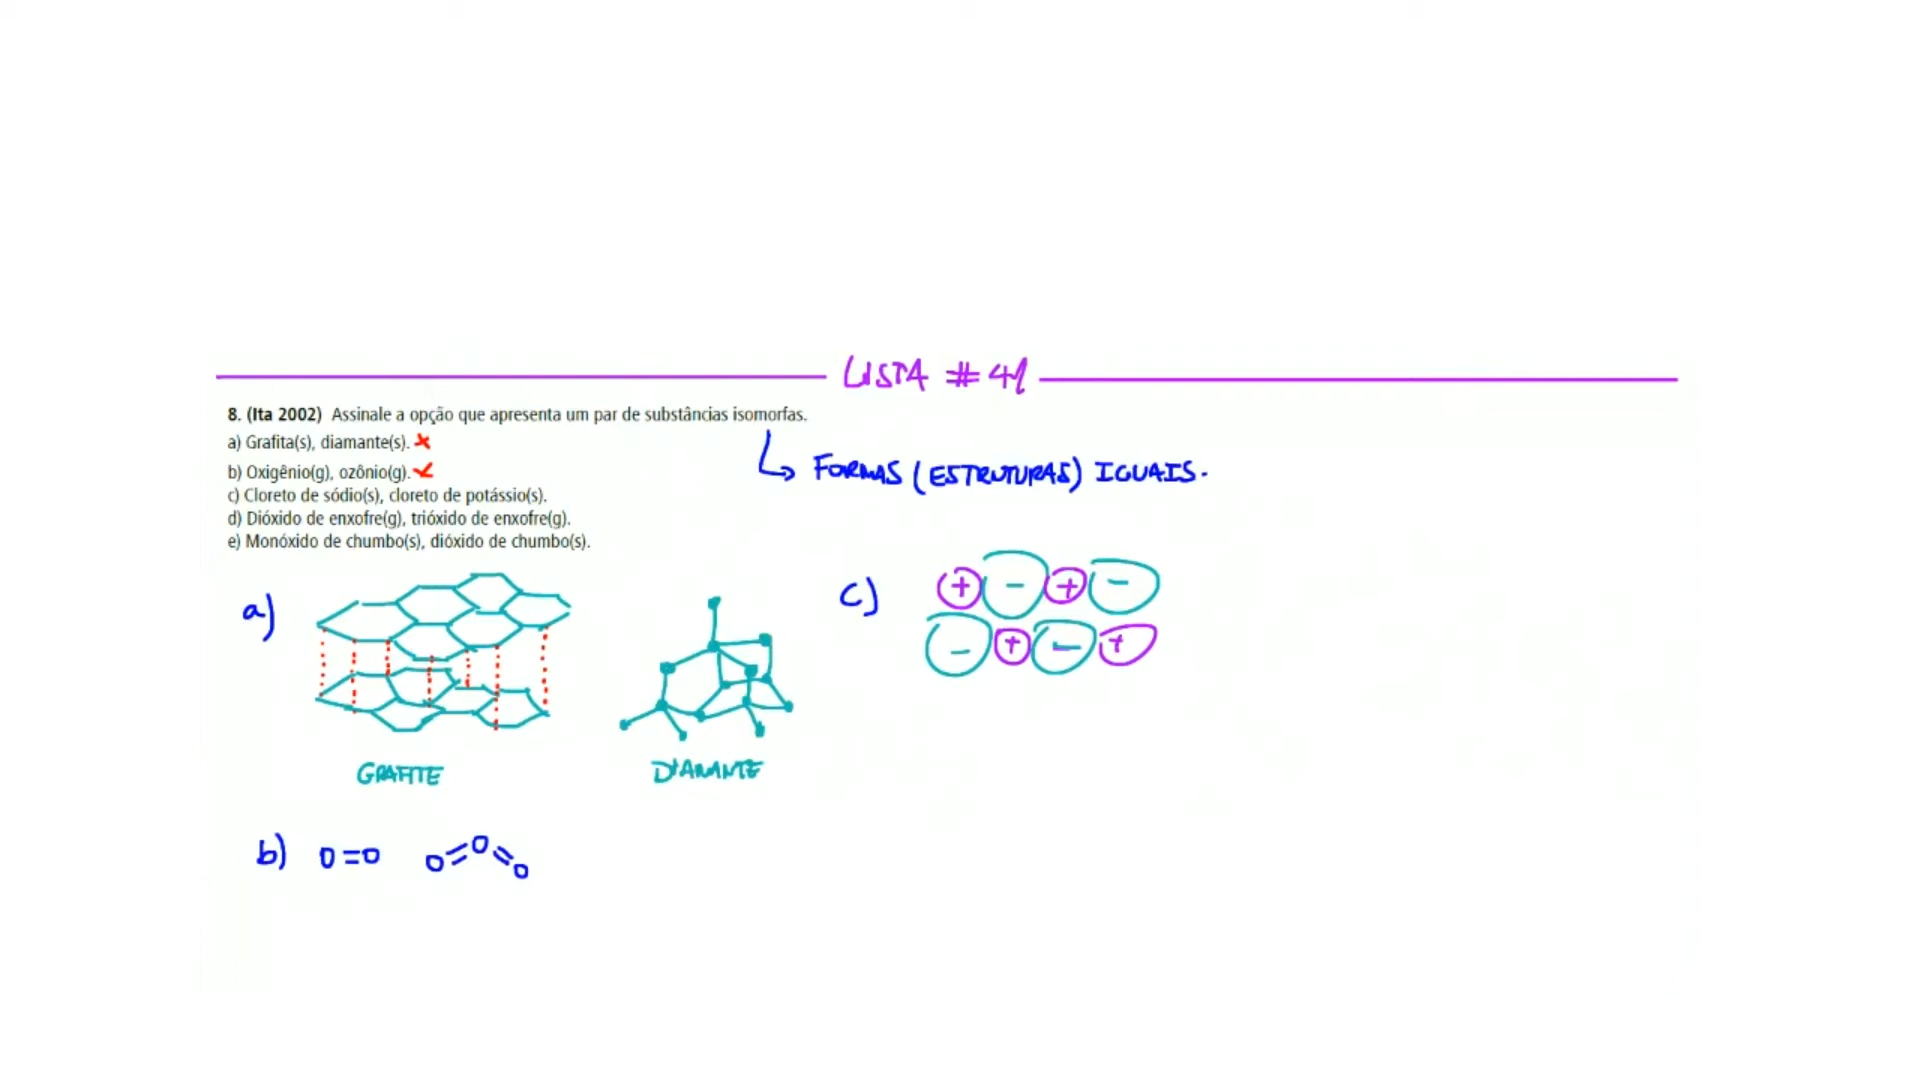 LISTA #41
8. (Ita 2002) Assinale a opção que apresenta um par de substâncias isomorfas.
a) Grafita(s), diamante(s).
b) Oxigênio(g), ozônio(g).
c) Cloreto de sódio(s), cloreto de potássio(s).
d) Dióxido de enxofre(g), trióxido de enxofre(g).
e) Monóxido de chumbo(s), dióxido de chumbo(s).
FORMAS (ESTRUTURAS) IGUAIS.
a)
GRAFITE
DIAMANTE
b) O=O O=O=O
c)
+ - + -
- + - +